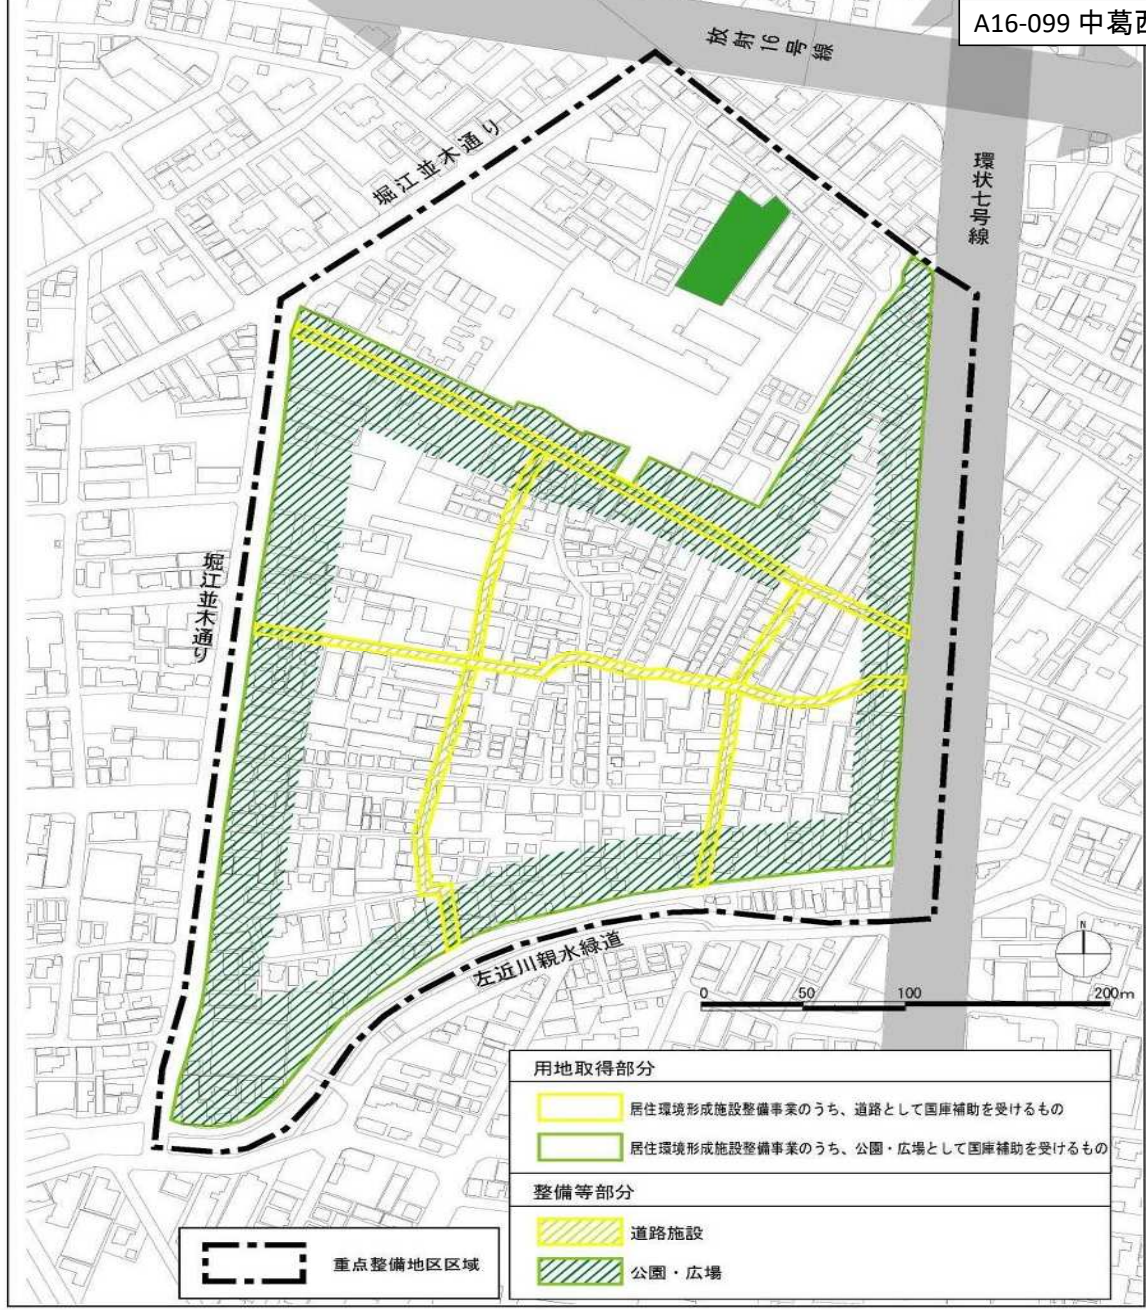 A16-099 中葛西
放射16号線
堀江並木通り
環状七号線
堀江並木通り
左近川親水緑道
N
0 50 100 200m
用地取得部分
居住環境形成施設整備事業のうち、道路として国庫補助を受けるもの
居住環境形成施設整備事業のうち、公園・広場として国庫補助を受けるもの
整備等部分
道路施設
公園・広場
重点整備地区区域